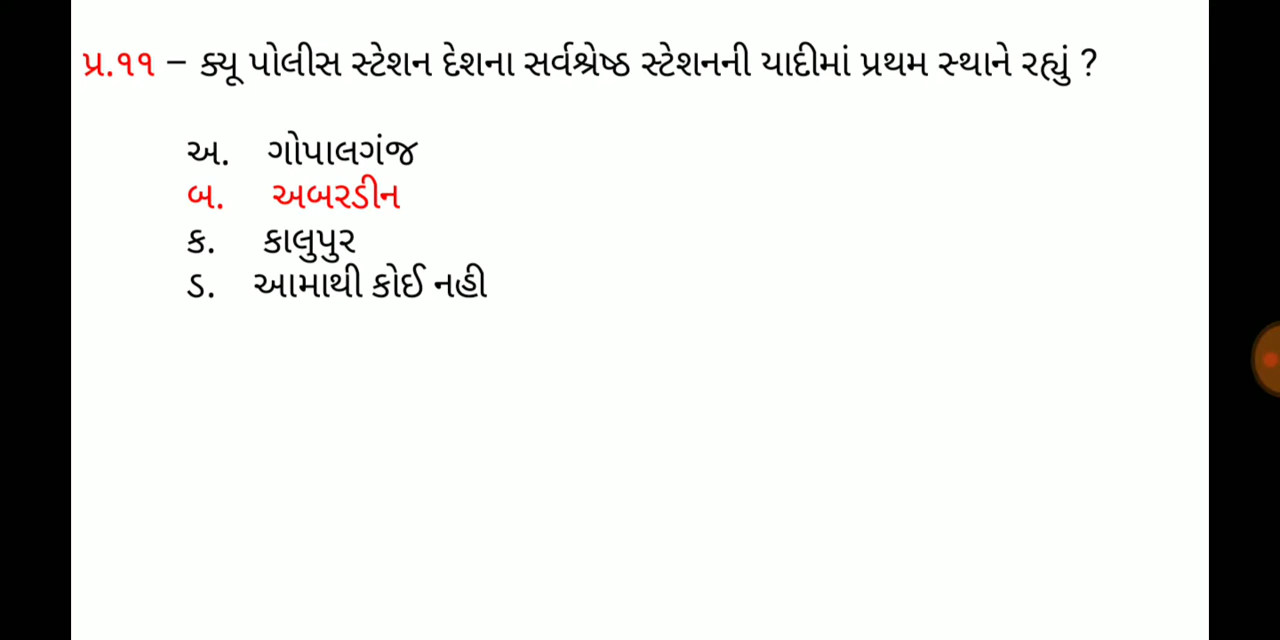 પ્ર.૧૧ – ક્યૂ પોલીસ સ્ટેશન દેશના સર્વશ્રેષ્ઠ સ્ટેશનની યાદીમાં પ્રથમ સ્થાને રહ્યું ?
અ. ગોપાલગંજ
બ. અબરડીન
ક. કાલુપુર
ડ. આમાથી કોઈ નહી